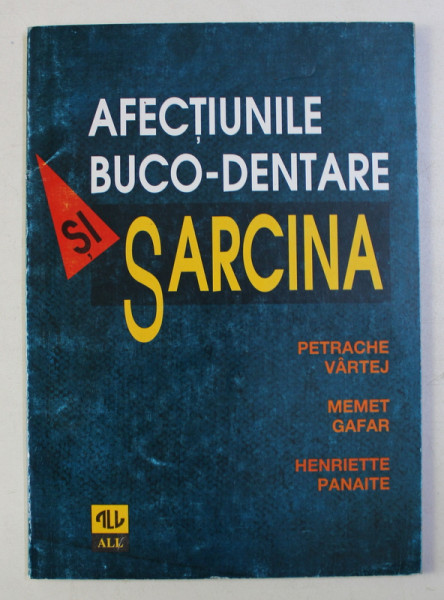 AFECȚIUNILE
BUCO-DENTARE
ȘI
SARCINA
PETRACHE
VÂRTEJ
MEMET
GAFAR
HENRIETTE
PANAITE
ALL
ALL